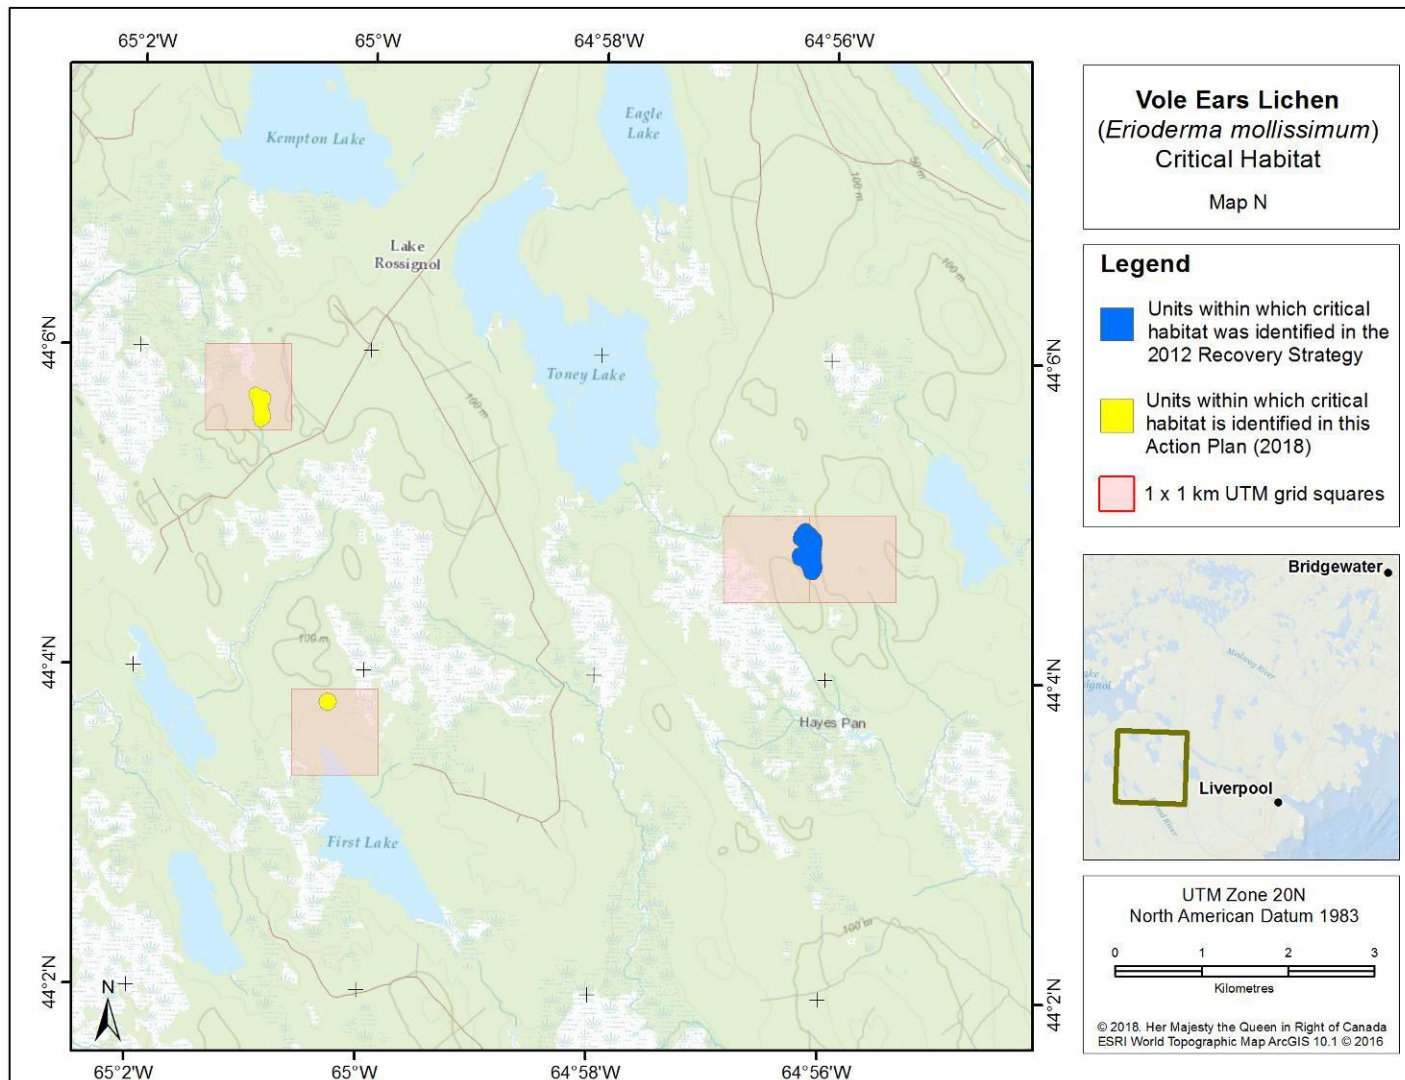 65°2'W
65°W
64°58'W
64°56'W
Kempton Lake
Eagle
Lake
50 m
100 m
100 m
Lake
Rossignol
44°6'N
44°6'N
Toney Lake
100 m
44°4'N
44°4'N
100 m
Hayes Pan
First Lake
100 m
44°2'N
44°2'N
N
65°2'W
65°W
64°58'W
64°56'W
Vole Ears Lichen
(Erioderma mollissimum)
Critical Habitat
Map N
Legend
Units within which critical
habitat was identified in the
2012 Recovery Strategy
Units within which critical
habitat is identified in this
Action Plan (2018)
1 x 1 km UTM grid squares
Bridgewater
Medway River
Liverpool
UTM Zone 20N
North American Datum 1983
0 1 2 3
Kilometres
© 2018. Her Majesty the Queen in Right of Canada
ESRI World Topographic Map ArcGIS 10.1 © 2016